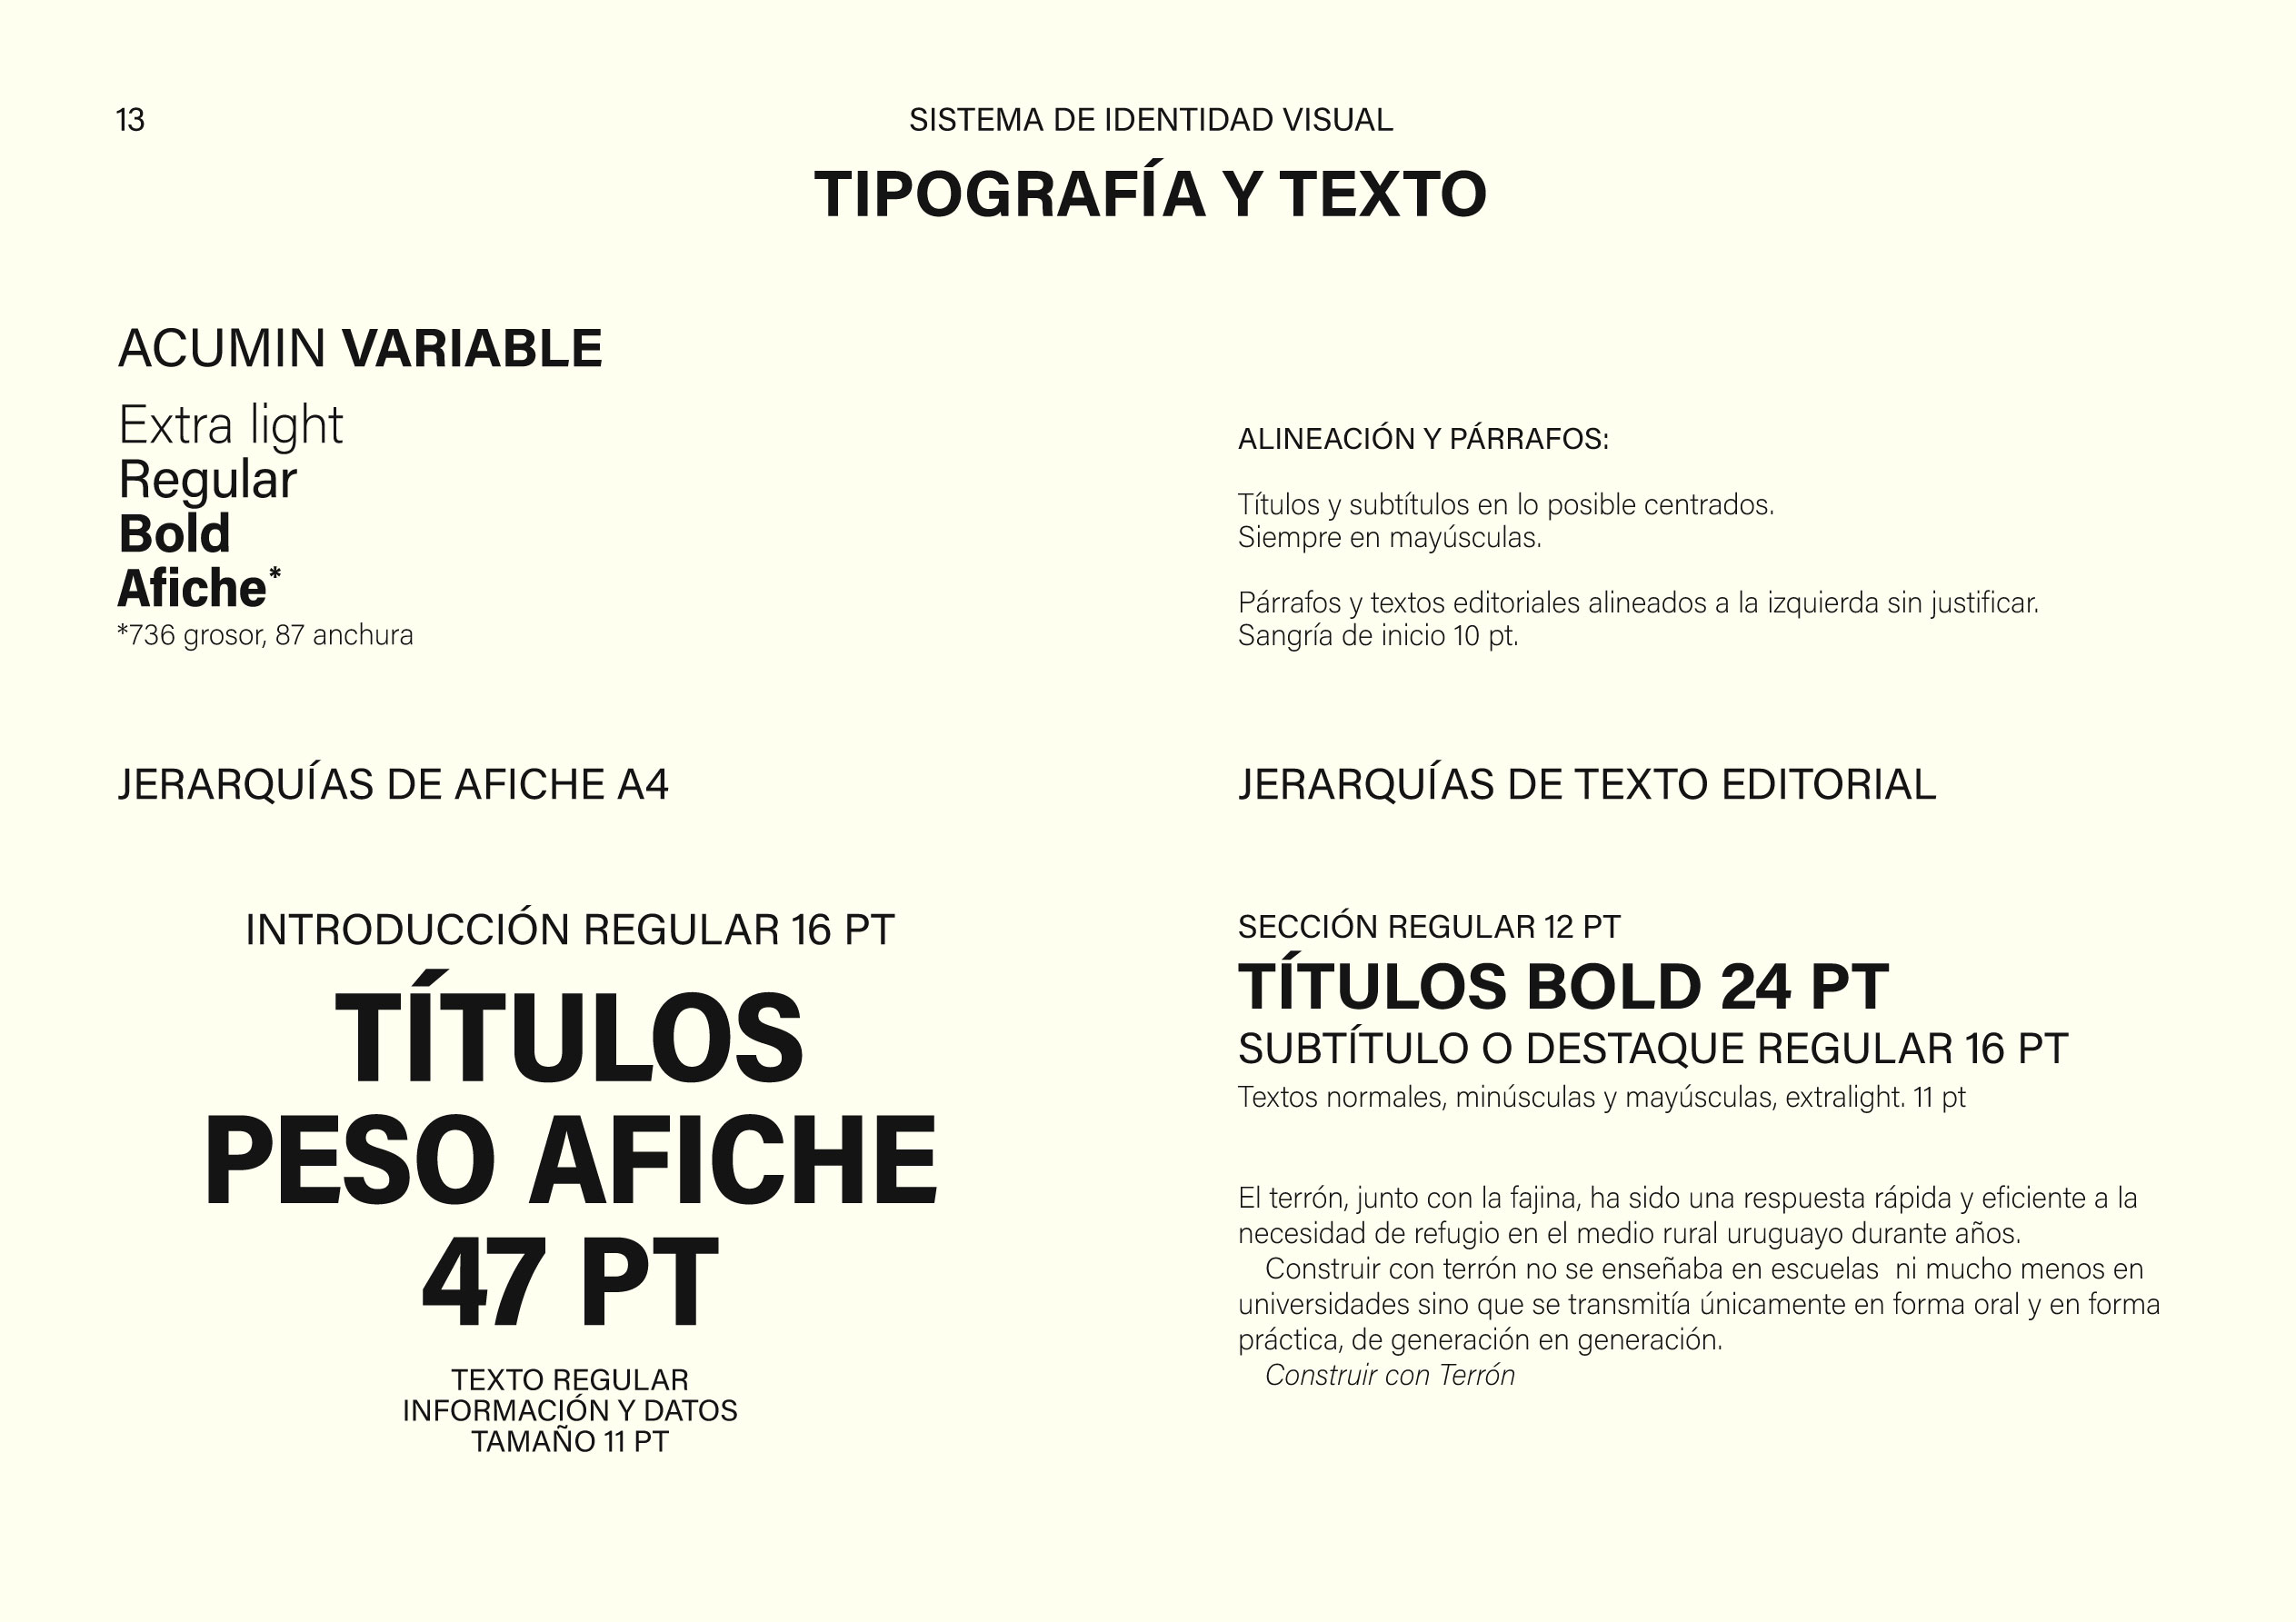 13
SISTEMA DE IDENTIDAD VISUAL
TIPOGRAFÍA Y TEXTO
ACUMIN VARIABLE
Extra light
Regular
Bold
Afiche*
*736 grosor, 87 anchura
ALINEACIÓN Y PÁRRAFOS:
Títulos y subtítulos en lo posible centrados.
Siempre en mayúsculas.
Párrafos y textos editoriales alineados a la izquierda sin justificar.
Sangría de inicio 10 pt.
JERARQUÍAS DE AFICHE A4
INTRODUCCIÓN REGULAR 16 PT
TÍTULOS
PESO AFICHE
47 PT
TEXTO REGULAR
INFORMACIÓN Y DATOS
TAMAÑO 11 PT
JERARQUÍAS DE TEXTO EDITORIAL
SECCIÓN REGULAR 12 PT
TÍTULOS BOLD 24 PT
SUBTÍTULO O DESTAQUE REGULAR 16 PT
Textos normales, minúsculas y mayúsculas, extralight. 11 pt
El terrón, junto con la fajina, ha sido una respuesta rápida y eficiente a la
necesidad de refugio en el medio rural uruguayo durante años.
Construir con terrón no se enseñaba en escuelas  ni mucho menos en
universidades sino que se transmitía únicamente en forma oral y en forma
práctica, de generación en generación.
Construir con Terrón